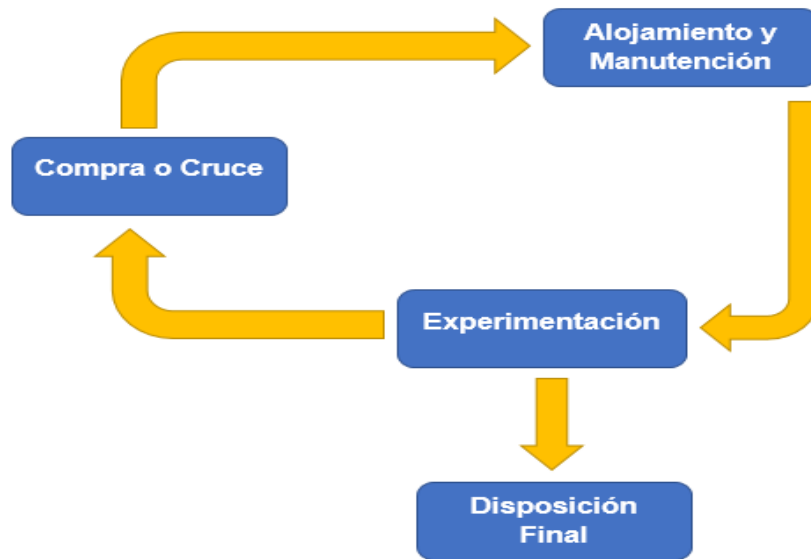 Alojamiento y
Manutención
Compra o Cruce
Experimentación
Disposición
Final